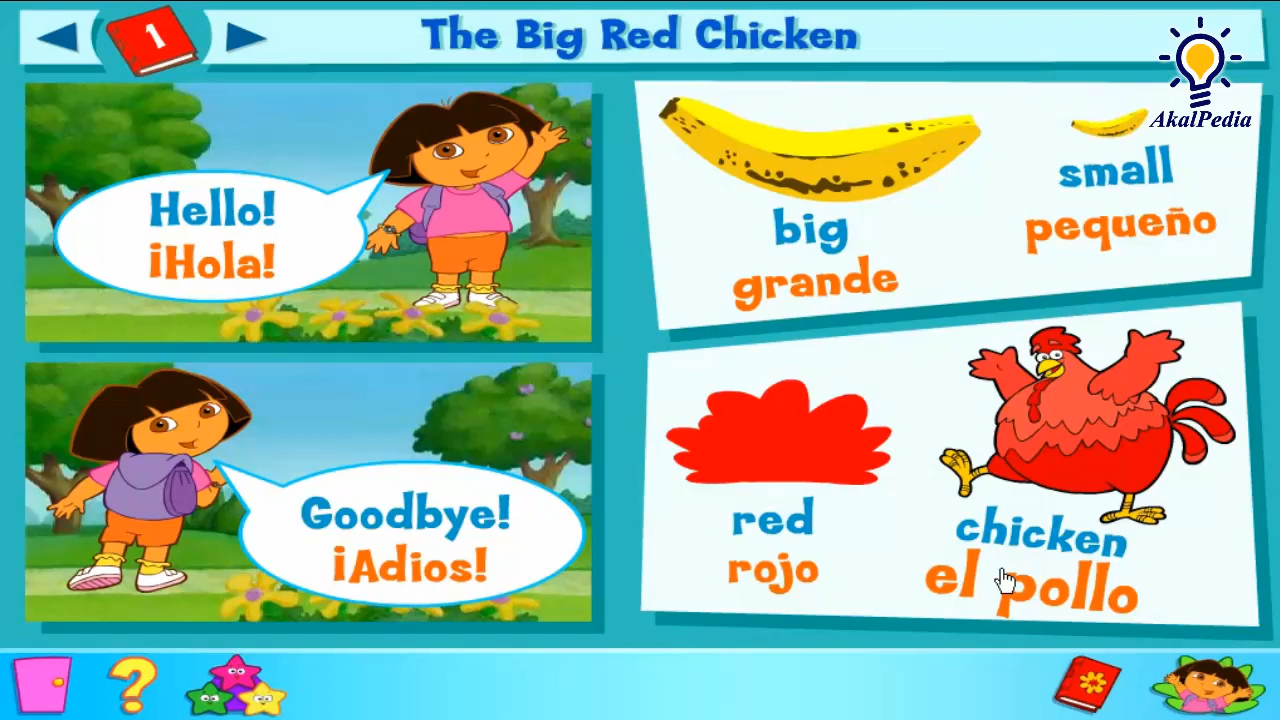 1
The Big Red Chicken
AkalPedia
Hello!
¡Hola!
big
grande
small
pequeño
Goodbye!
¡Adios!
red
rojo
chicken
el pollo
?